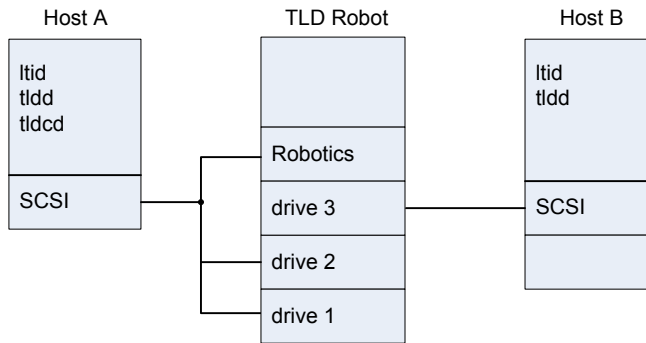 Host A
TLD Robot
Host B
ltid
tldd
tldcd
SCSI
Robotics
drive 3
drive 2
drive 1
ltid
tldd
SCSI